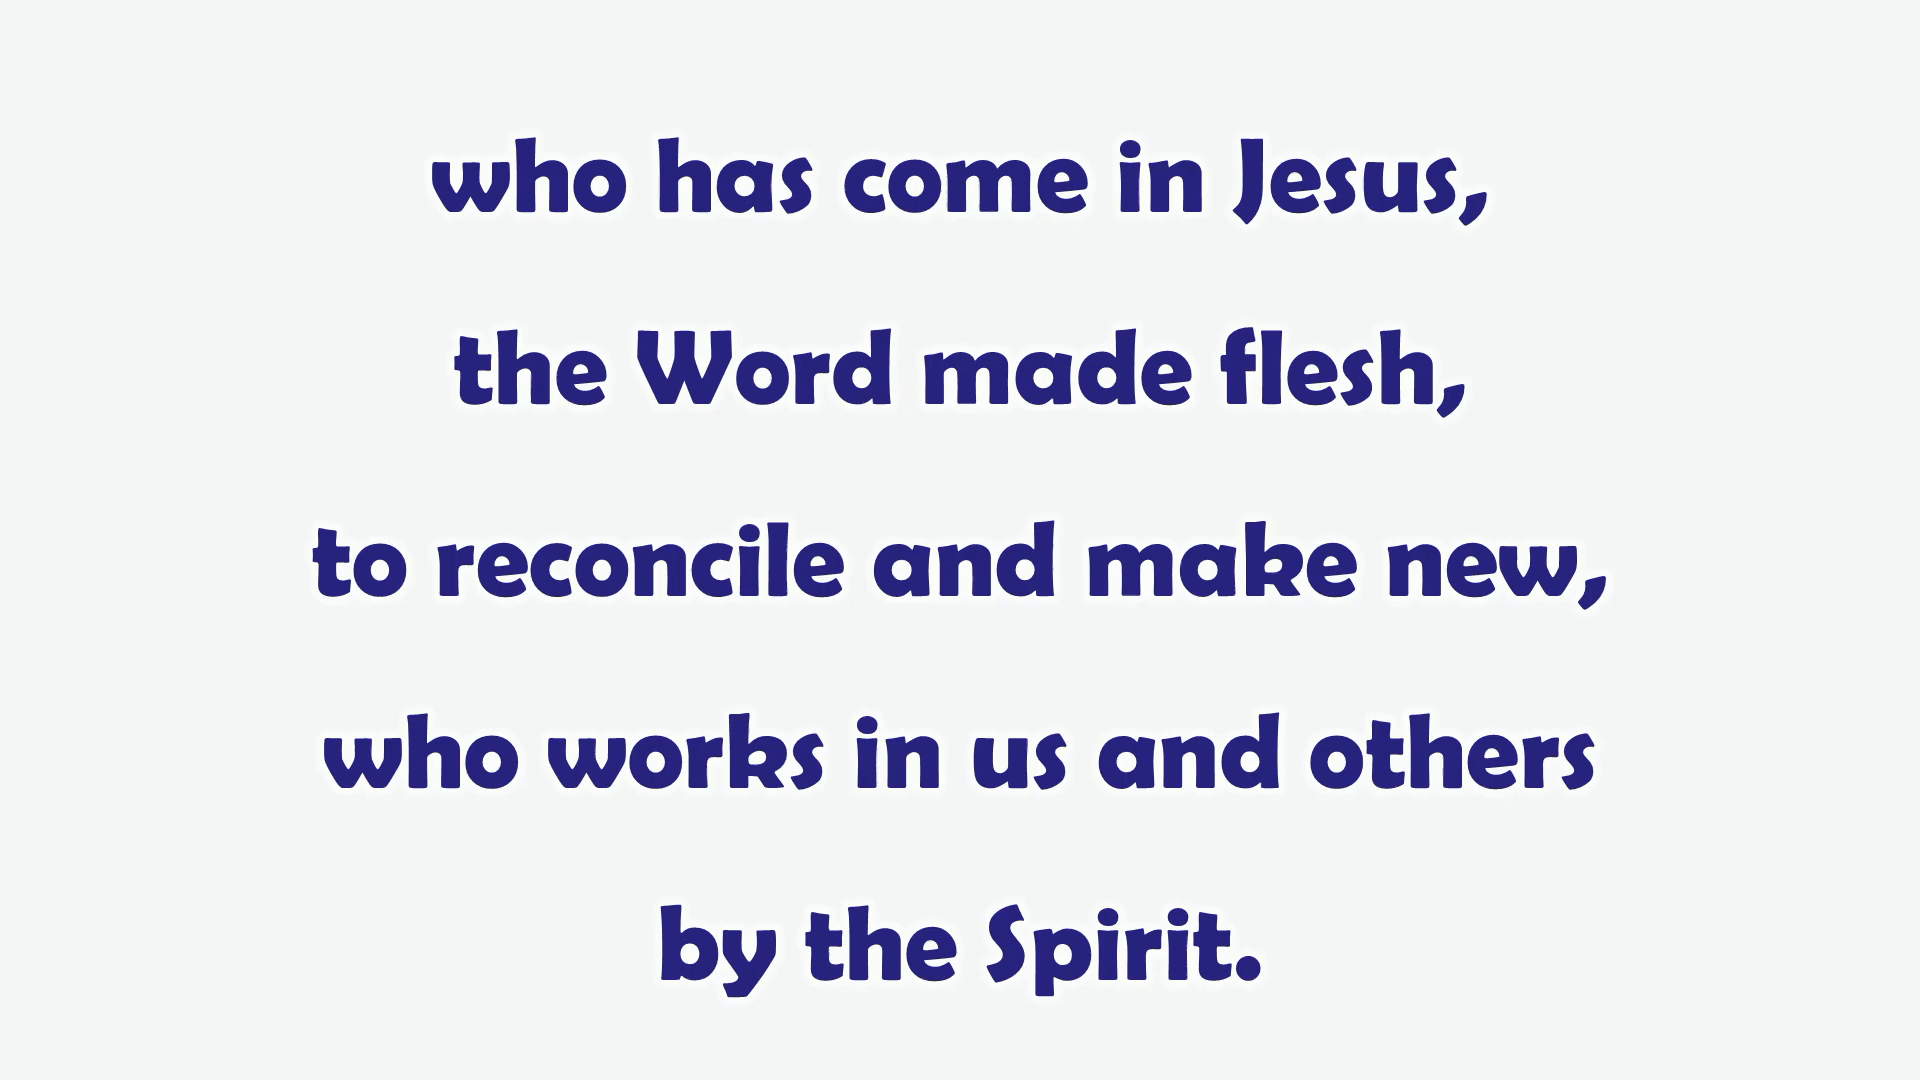 who has come in Jesus,
the Word made flesh,
to reconcile and make new,
who works in us and others
by the Spirit.